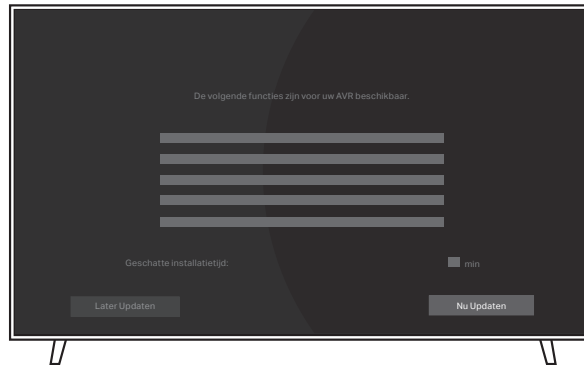 De volgende functies zijn voor uw AVR beschikbaar.
Geschatte installatietijd: min
Later Updaten
Nu Updaten